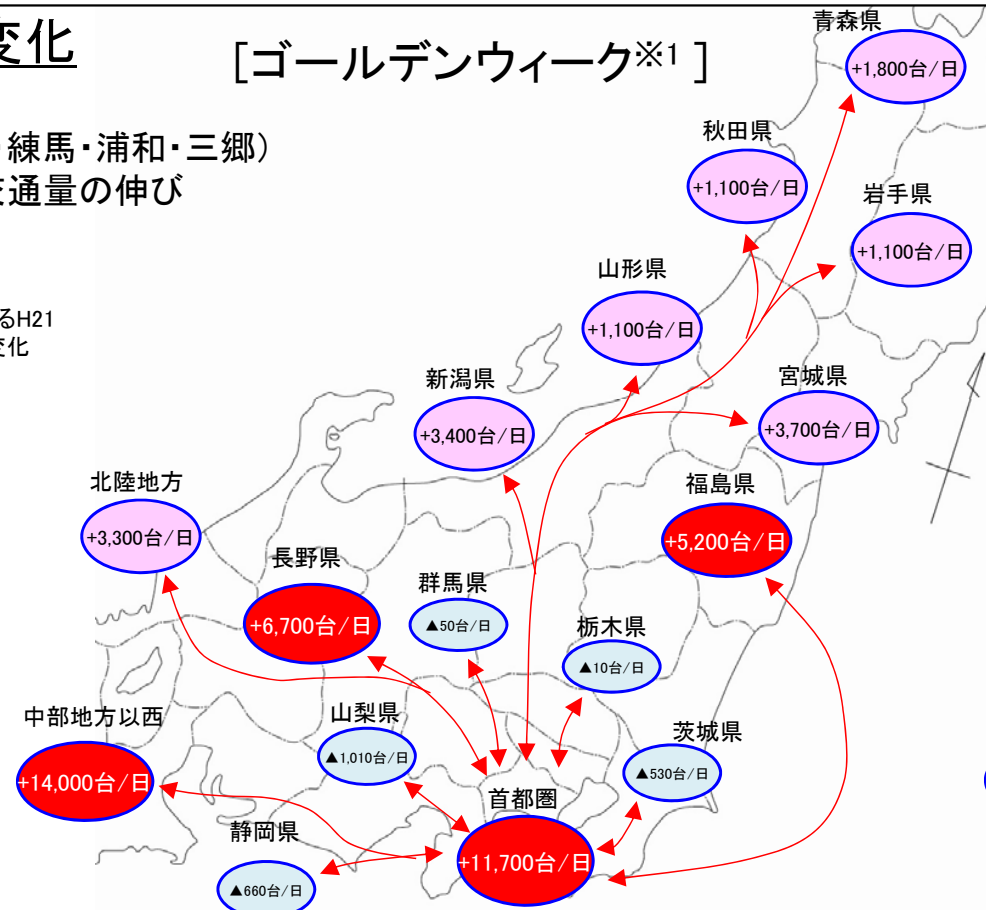 変化
[ゴールデンウィーク※1 ]
練馬・浦和・三郷)
交通量の伸び
るH21
変化
青森県
+1,800台/日
秋田県
+1,100台/日
岩手県
+1,100台/日
山形県
+1,100台/日
新潟県
+3,400台/日
宮城県
+3,700台/日
北陸地方
+3,300台/日
福島県
+5,200台/日
長野県
+6,700台/日
群馬県
▲50台/日
栃木県
▲10台/日
中部地方以西
+14,000台/日
山梨県
▲1,010台/日
茨城県
▲530台/日
首都圏
+11,700台/日
静岡県
▲660台/日